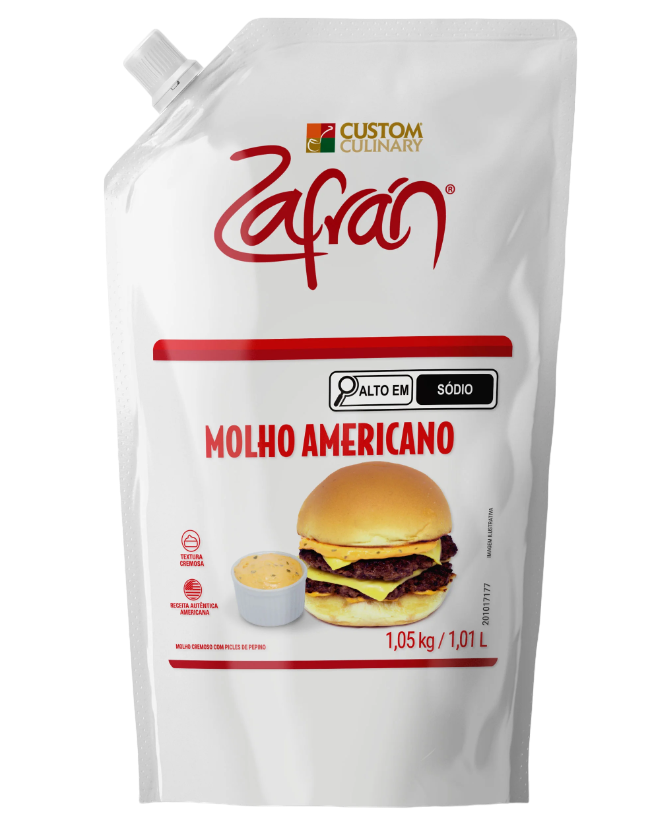 CUSTOM
CULINARY
Zafrán®
ALTO EM SÓDIO
MOLHO AMERICANO
TEXTURA
CREMOSA
RECEITA AUTÊNTICA
AMERICANA
IMAGEM ILUSTRATIVA
201017177
1,05 kg / 1,01 L
MOLHO CREMOSO COM PICLES DE PEPINO